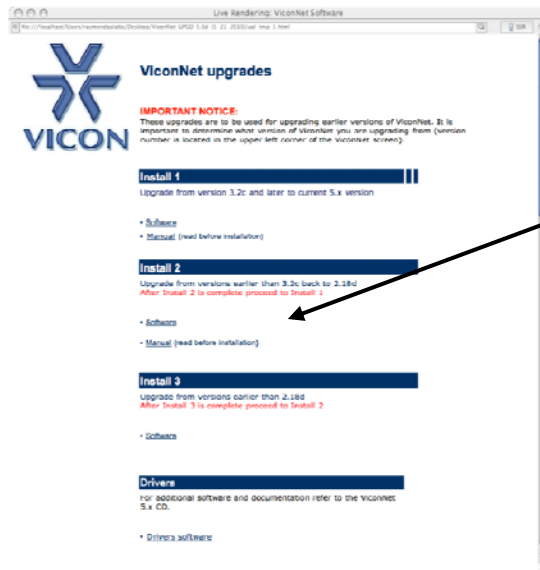 Live Rendering: ViconNet Software
VICON
ViconNet upgrades
IMPORTANT NOTICE:
These upgrades are to be used for upgrading earlier versions of ViconNet. It is
important to determine what version of ViconNet you are upgrading from (version
number is located in the upper left corner of the ViconNet screen).
Install 1
Upgrade from version 3.2c and later to current 5.x version
• Software
• Manual (read before installation)
Install 2
Upgrade from versions earlier than 3.2c back to 2.18d
After Install 2 is complete proceed to Install 1
• Software
• Manual (read before installation)
Install 3
Upgrade from versions earlier than 2.18d
After Install 3 is complete proceed to Install 2
• Software
Drivers
For additional software and documentation refer to the ViconNet
5.x CD.
• Drivers software